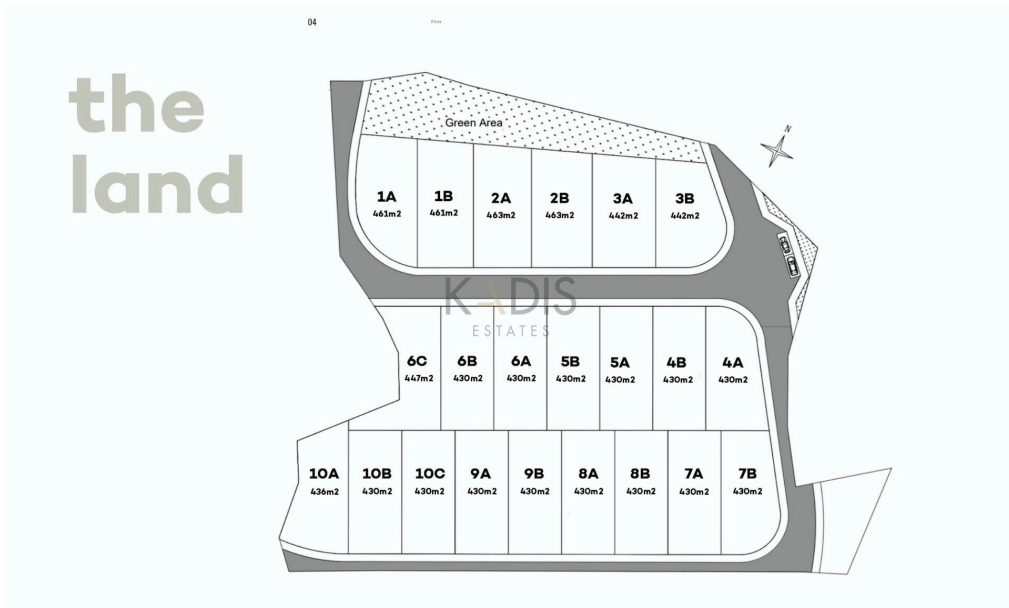 04
the
land
N
Green Area
1A 1B 2A 2B 3A 3B
461m2 461m2 463m2 463m2 442m2 442m2
KADIS
ESTATES
6C 6B 6A 5B 5A 4B 4A
447m2 430m2 430m2 430m2 430m2 430m2 430m2
10A 10B 10C 9A 9B 8A 8B 7A 7B
436m2 430m2 430m2 430m2 430m2 430m2 430m2 430m2 430m2